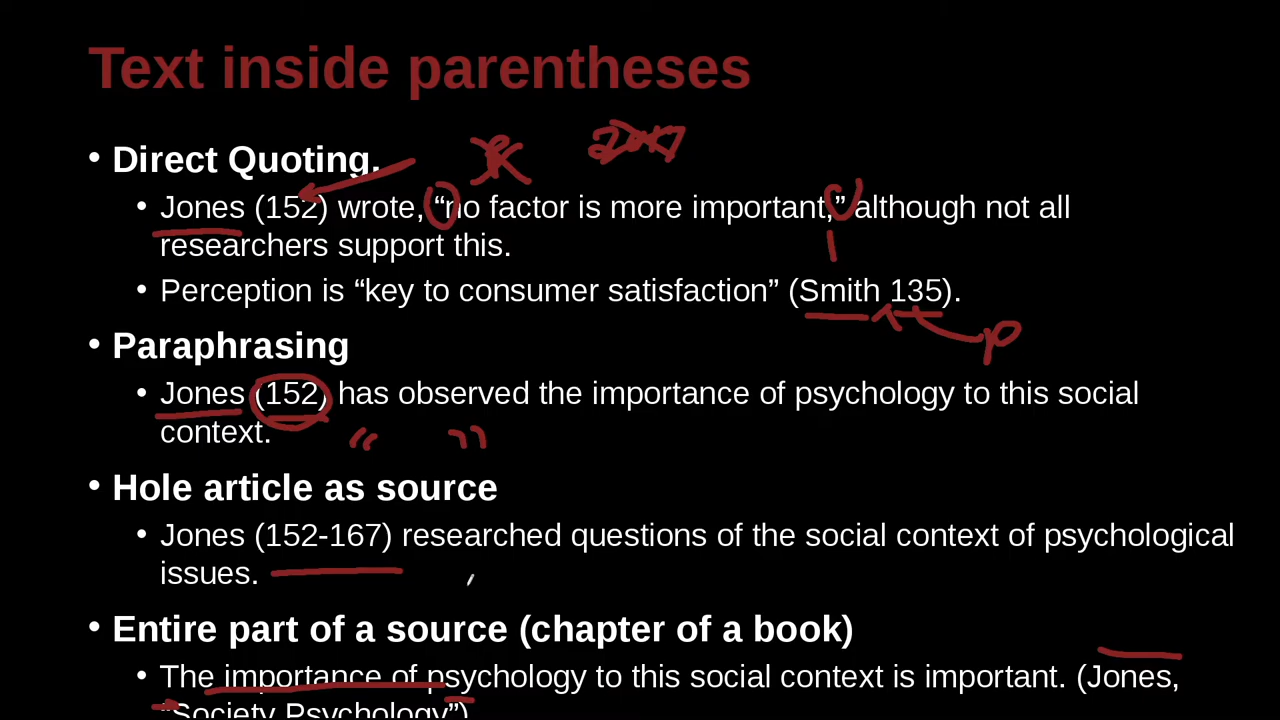 Text inside parentheses
• Direct Quoting.
2017
• Jones (152) wrote, “no factor is more important,” although not all
researchers support this.
• Perception is “key to consumer satisfaction” (Smith 135).
p
• Paraphrasing
• Jones (152) has observed the importance of psychology to this social
context.
“ ”
• Hole article as source
• Jones (152-167) researched questions of the social context of psychological
issues.
• Entire part of a source (chapter of a book)
• The importance of psychology to this social context is important. (Jones,
“Society Psychology”)